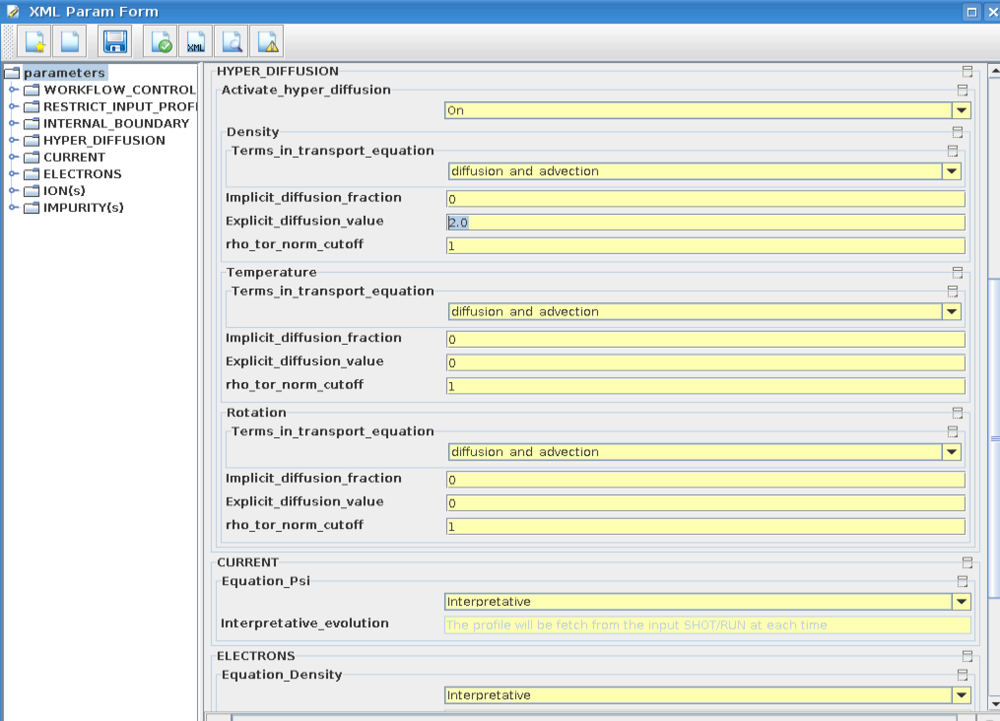 XML Param Form
XML
parameters
WORKFLOW_CONTROL
RESTRICT_INPUT_PROF
INTERNAL_BOUNDARY
HYPER_DIFFUSION
CURRENT
ELECTRONS
ION(s)
IMPURITY(s)
HYPER_DIFFUSION
Activate_hyper_diffusion
On
Density
Terms_in_transport_equation
diffusion and advection
Implicit_diffusion_fraction 0
Explicit_diffusion_value 2.0
rho_tor_norm_cutoff 1
Temperature
Terms_in_transport_equation
diffusion and advection
Implicit_diffusion_fraction 0
Explicit_diffusion_value 0
rho_tor_norm_cutoff 1
Rotation
Terms_in_transport_equation
diffusion and advection
Implicit_diffusion_fraction 0
Explicit_diffusion_value 0
rho_tor_norm_cutoff 1
CURRENT
Equation_Psi
Interpretative
Interpretative_evolution The profile will be fetch from the input SHOT/RUN at each time
ELECTRONS
Equation_Density
Interpretative